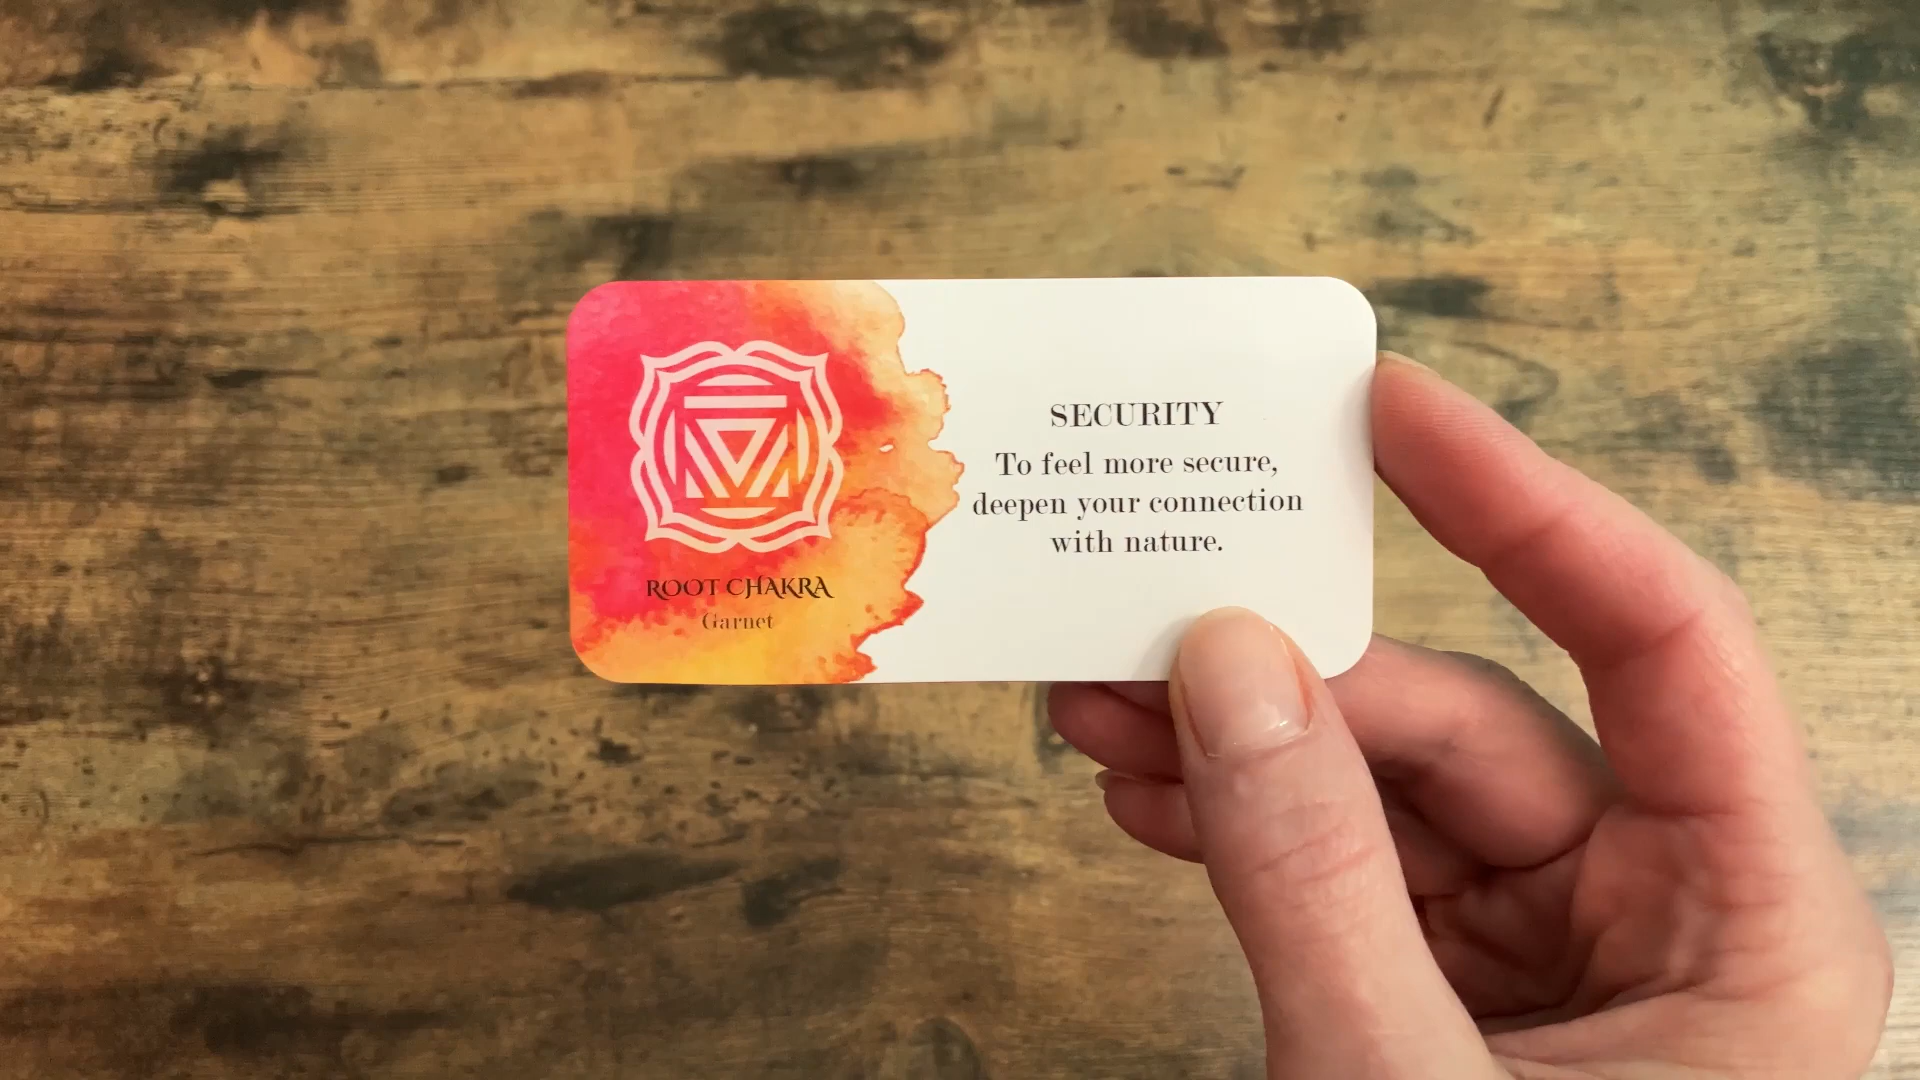 ROOT CHAKRA
Garnet
SECURITY
To feel more secure,
deepen your connection
with nature.